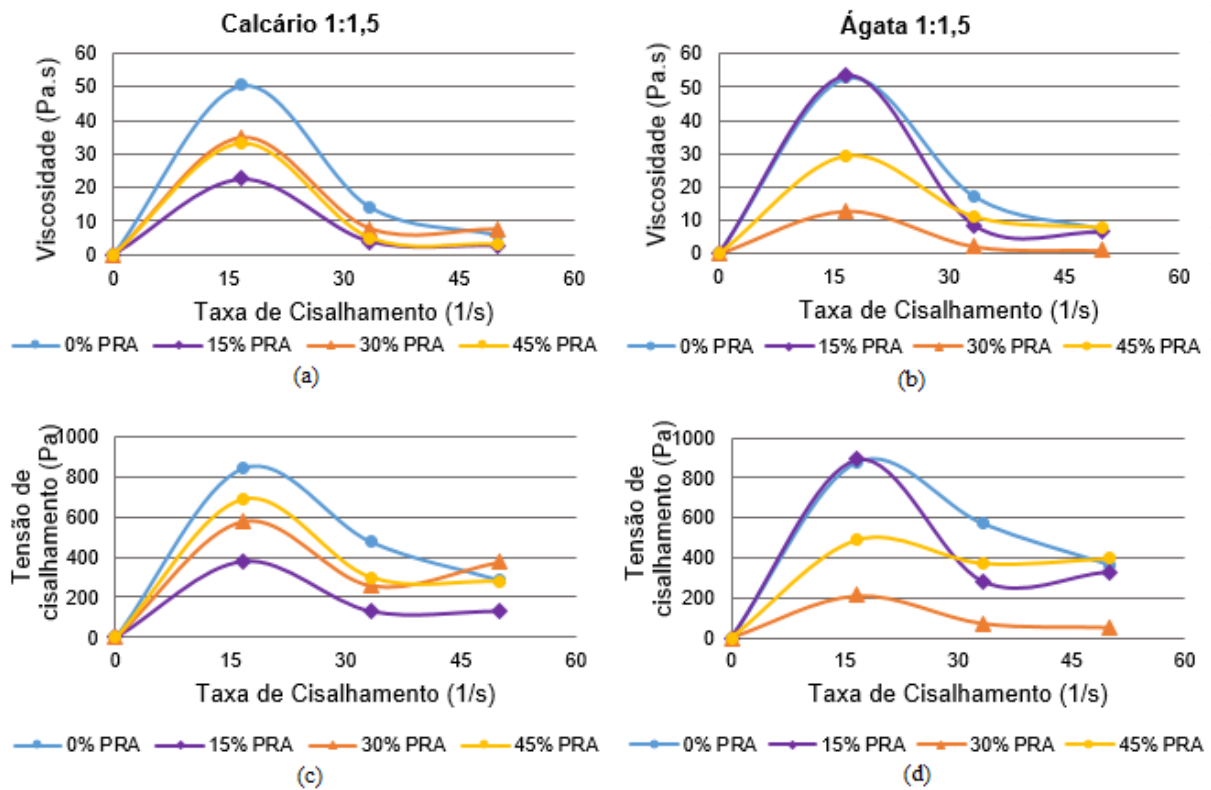 Calcário 1:1,5
Viscosidade (Pa.s)
60
50
40
30
20
10
0
0 15 30 45 60
Taxa de Cisalhamento (1/s)
0% PRA 15% PRA 30% PRA 45% PRA
(a)
Ágata 1:1,5
Viscosidade (Pa.s)
60
50
40
30
20
10
0
0 15 30 45 60
Taxa de Cisalhamento (1/s)
0% PRA 15% PRA 30% PRA 45% PRA
(b)
Tensão de
cisalhamento (Pa)
1000
800
600
400
200
0
0 15 30 45 60
Taxa de Cisalhamento (1/s)
0% PRA 15% PRA 30% PRA 45% PRA
(c)
Tensão de
cisalhamento (Pa)
1000
800
600
400
200
0
0 15 30 45 60
Taxa de Cisalhamento (1/s)
0% PRA 15% PRA 30% PRA 45% PRA
(d)